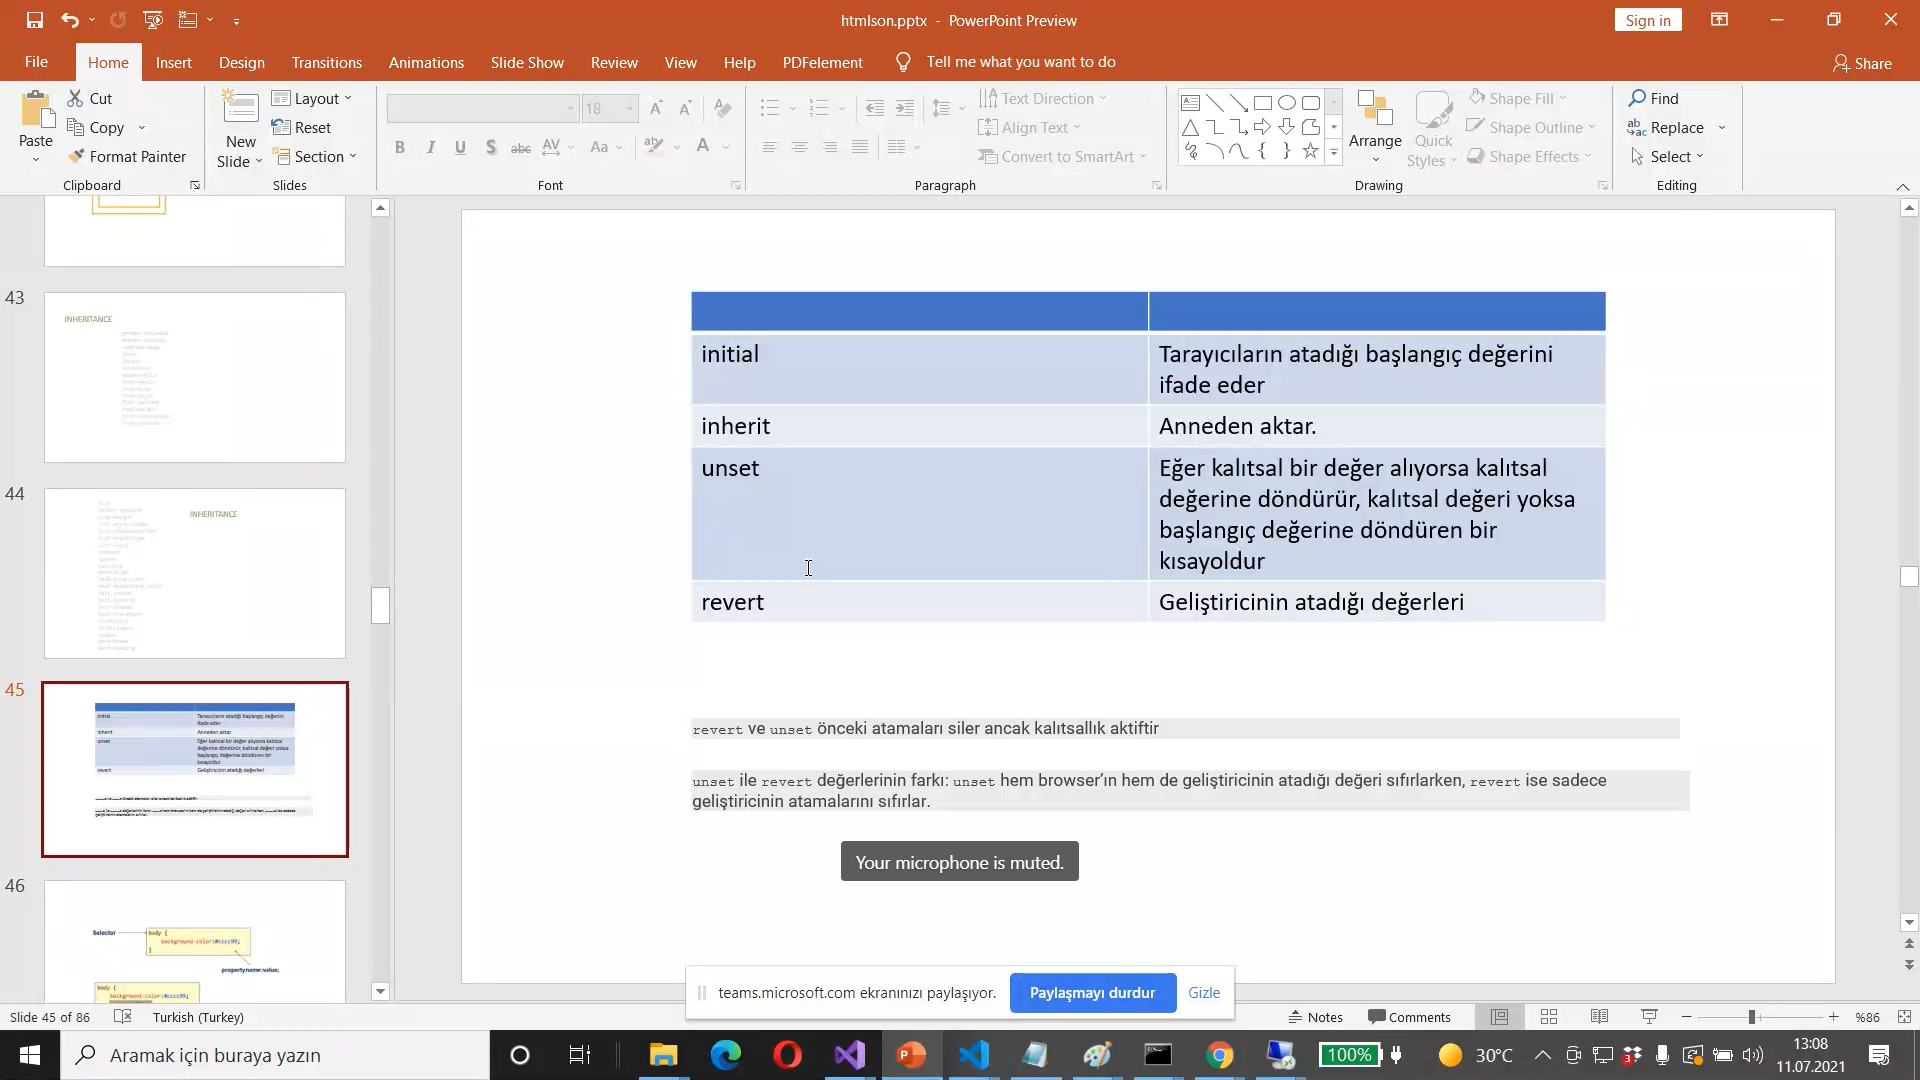 htmlson.pptx - PowerPoint Preview
Sign in
File Home Insert Design Transitions Animations Slide Show Review View Help PDFelement Tell me what you want to do Share
Paste
Cut
Copy
Format Painter
Clipboard
New
Slide
Layout
Reset
Section
Slides
18
B I U S abc AV Aa A
Font
Text Direction
Align Text
Convert to SmartArt
Paragraph
Arrange
Quick
Styles
Shape Fill
Shape Outline
Shape Effects
Drawing
Find
Replace
Select
Editing
43
INHERITANCE
44
INHERITANCE
45
46
Selector
body {
background-color:#cccc99;
}
propertyname:value;
body {
background-color:#cccc99;
initial
Tarayıcıların atadığı başlangıç değerini
ifade eder
inherit
Anneden aktar.
unset
Eğer kalıtsal bir değer alıyorsa kalıtsal
değerine döndürür, kalıtsal değeri yoksa
başlangıç değerine döndüren bir
kısayoldur
revert
Geliştiricinin atadığı değerleri
revert ve unset önceki atamaları siler ancak kalıtsallık aktiftir
unset ile revert değerlerinin farkı: unset hem browser’ın hem de geliştiricinin atadığı değeri sıfırlarken, revert ise sadece
geliştiricinin atamalarını sıfırlar.
Your microphone is muted.
teams.microsoft.com ekranınızı paylaşıyor. Paylaşmayı durdur Gizle
Slide 45 of 86 Turkish (Turkey) Notes Comments %86
Aramak için buraya yazın
100%
30°C
13:08
11.07.2021